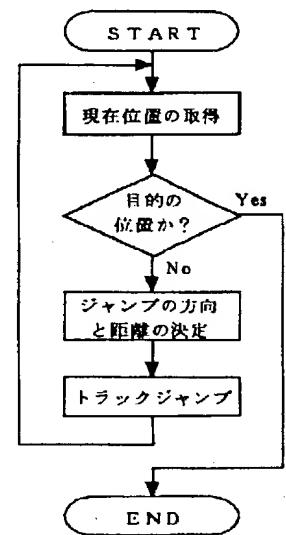 START
現在位置の取得
目的の
位置か?
Yes
No
ジャンプの方向
と距離の決定
トラックジャンプ
END